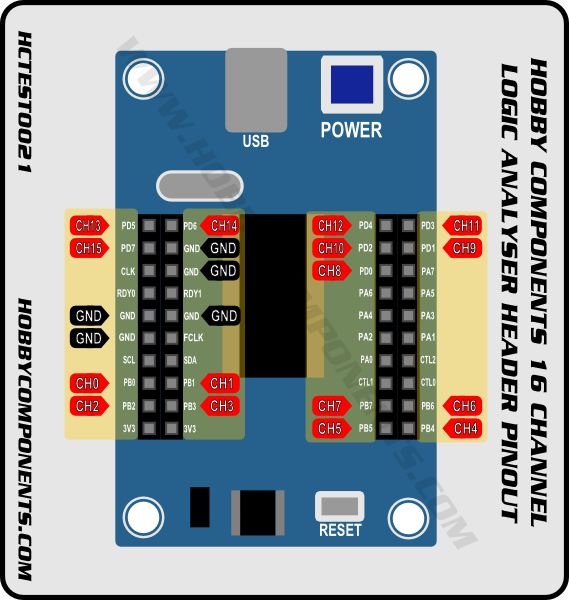 HCTEST0021
HOBBYCOMPONENTS.COM
HOBBY COMPONENTS 16 CHANNEL
LOGIC ANALYSER HEADER PINOUT
WWW.HOBBYCOMPONENTS.COM
USB
POWER
CH13 PD5 PD6 CH14
CH15 PD7 GND GND
CLK GND GND
RDY0 RDY1
GND GND GND GND
GND GND FCLK
SCL SDA
CH0 PB0 PB1 CH1
CH2 PB2 PB3 CH3
3V3 3V3
CH12 PD4 PD3 CH11
CH10 PD2 PD1 CH9
CH8 PD0 PA7
PA6 PA5
PA4 PA3
PA2 PA1
PA0 CTL2
CTL1 CTL0
CH7 PB7 PB6 CH6
CH5 PB5 PB4 CH4
RESET